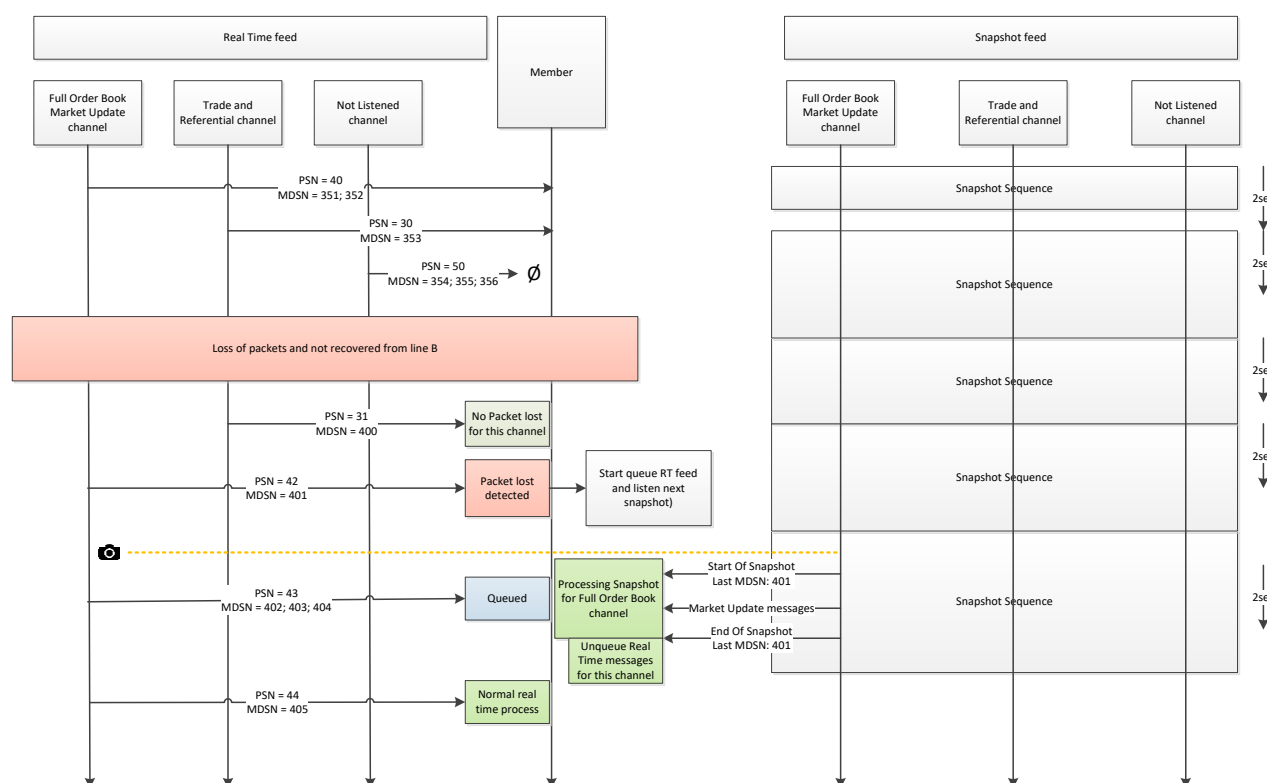 Real Time feed
Member
Snapshot feed
Full Order Book
Market Update
channel
Trade and
Referential channel
Not Listened
channel
Full Order Book
Market Update
channel
Trade and
Referential channel
Not Listened
channel
PSN = 40
MDSN = 351; 352
Snapshot Sequence
2se
PSN = 30
MDSN = 353
PSN = 50
MDSN = 354; 355; 356
Ø
Snapshot Sequence
2se
Loss of packets and not recovered from line B
Snapshot Sequence
2se
PSN = 31
MDSN = 400
No Packet lost
for this channel
PSN = 42
MDSN = 401
Packet lost
detected
Start queue RT feed
and listen next
snapshot)
Snapshot Sequence
2se
Start Of Snapshot
Last MDSN: 401
PSN = 43
MDSN = 402; 403; 404
Queued
Processing Snapshot
for Full Order Book
channel
Market Update messages
Snapshot Sequence
2se
End Of Snapshot
Last MDSN: 401
Unqueue Real
Time messages
for this channel
PSN = 44
MDSN = 405
Normal real
time process